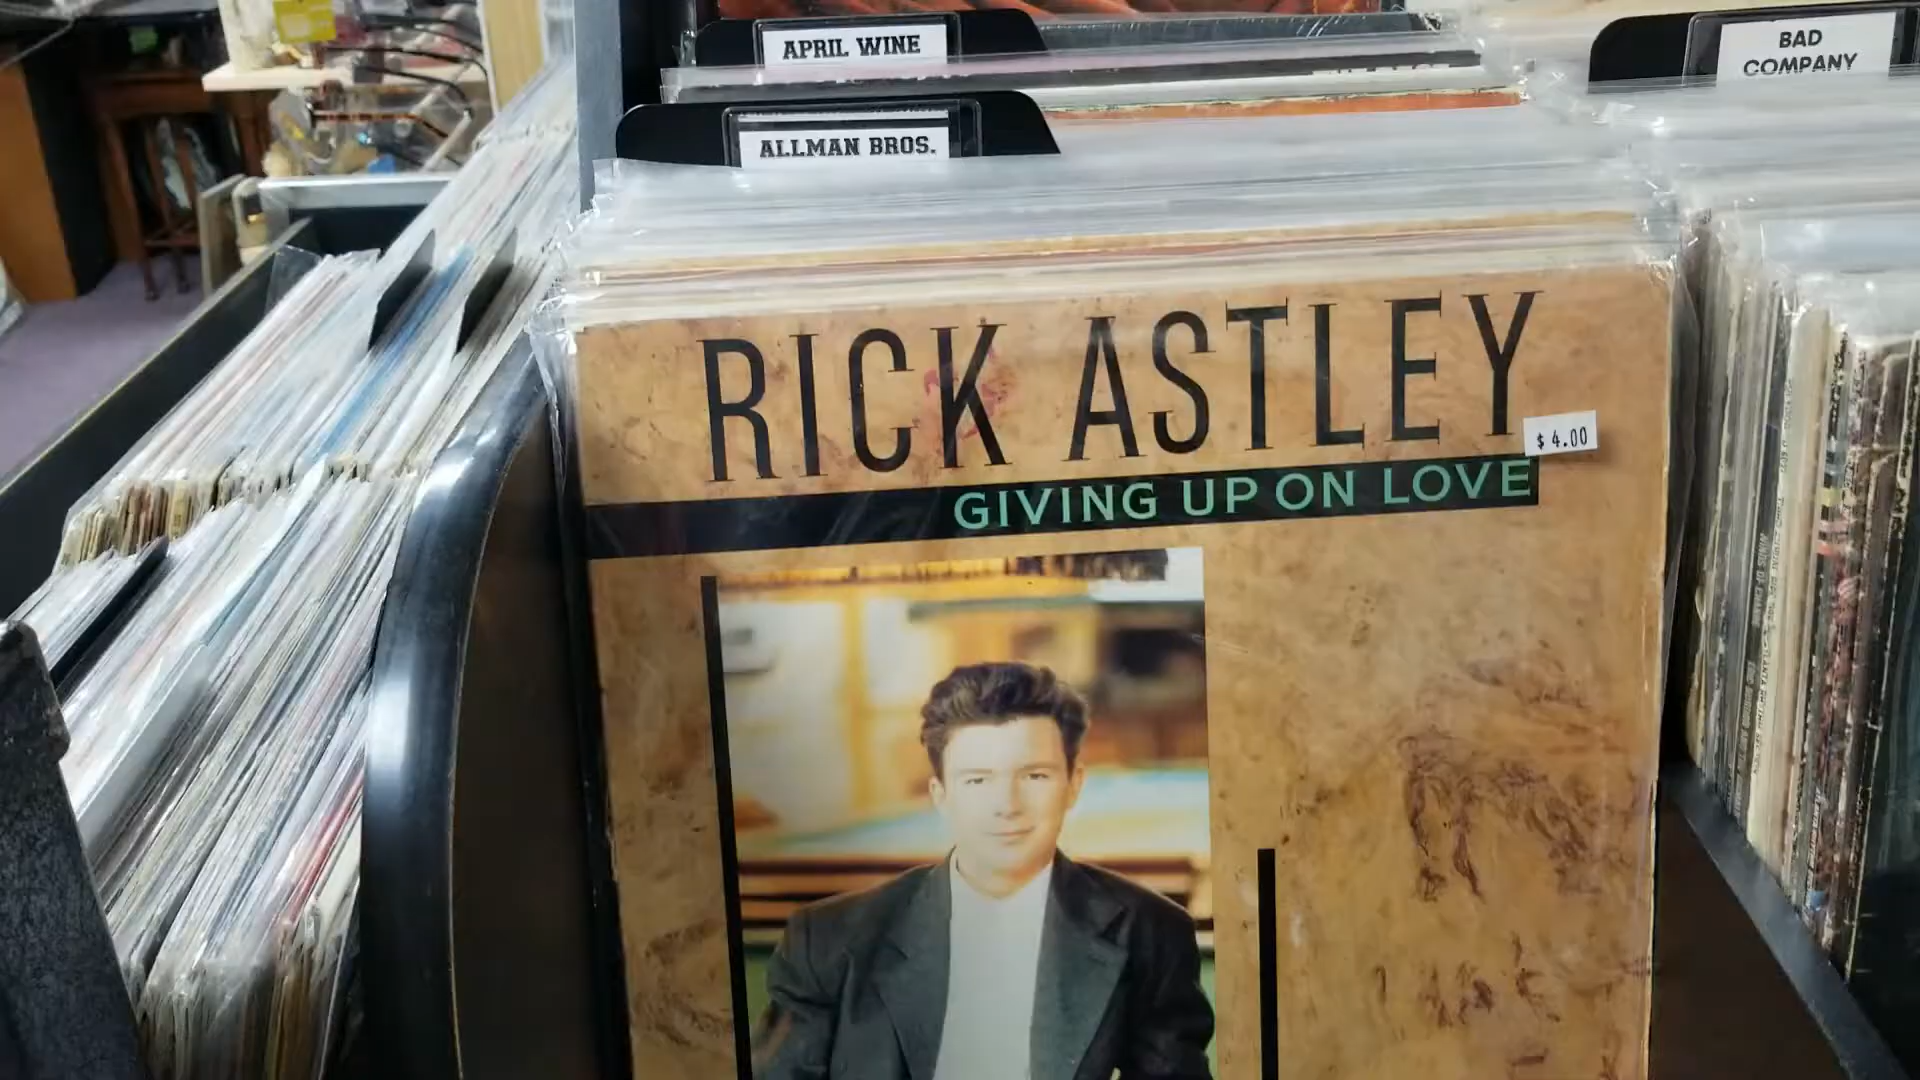 APRIL WINE
BAD
COMPANY
ALLMAN BROS.
RICK ASTLEY
$ 4.00
GIVING UP ON LOVE